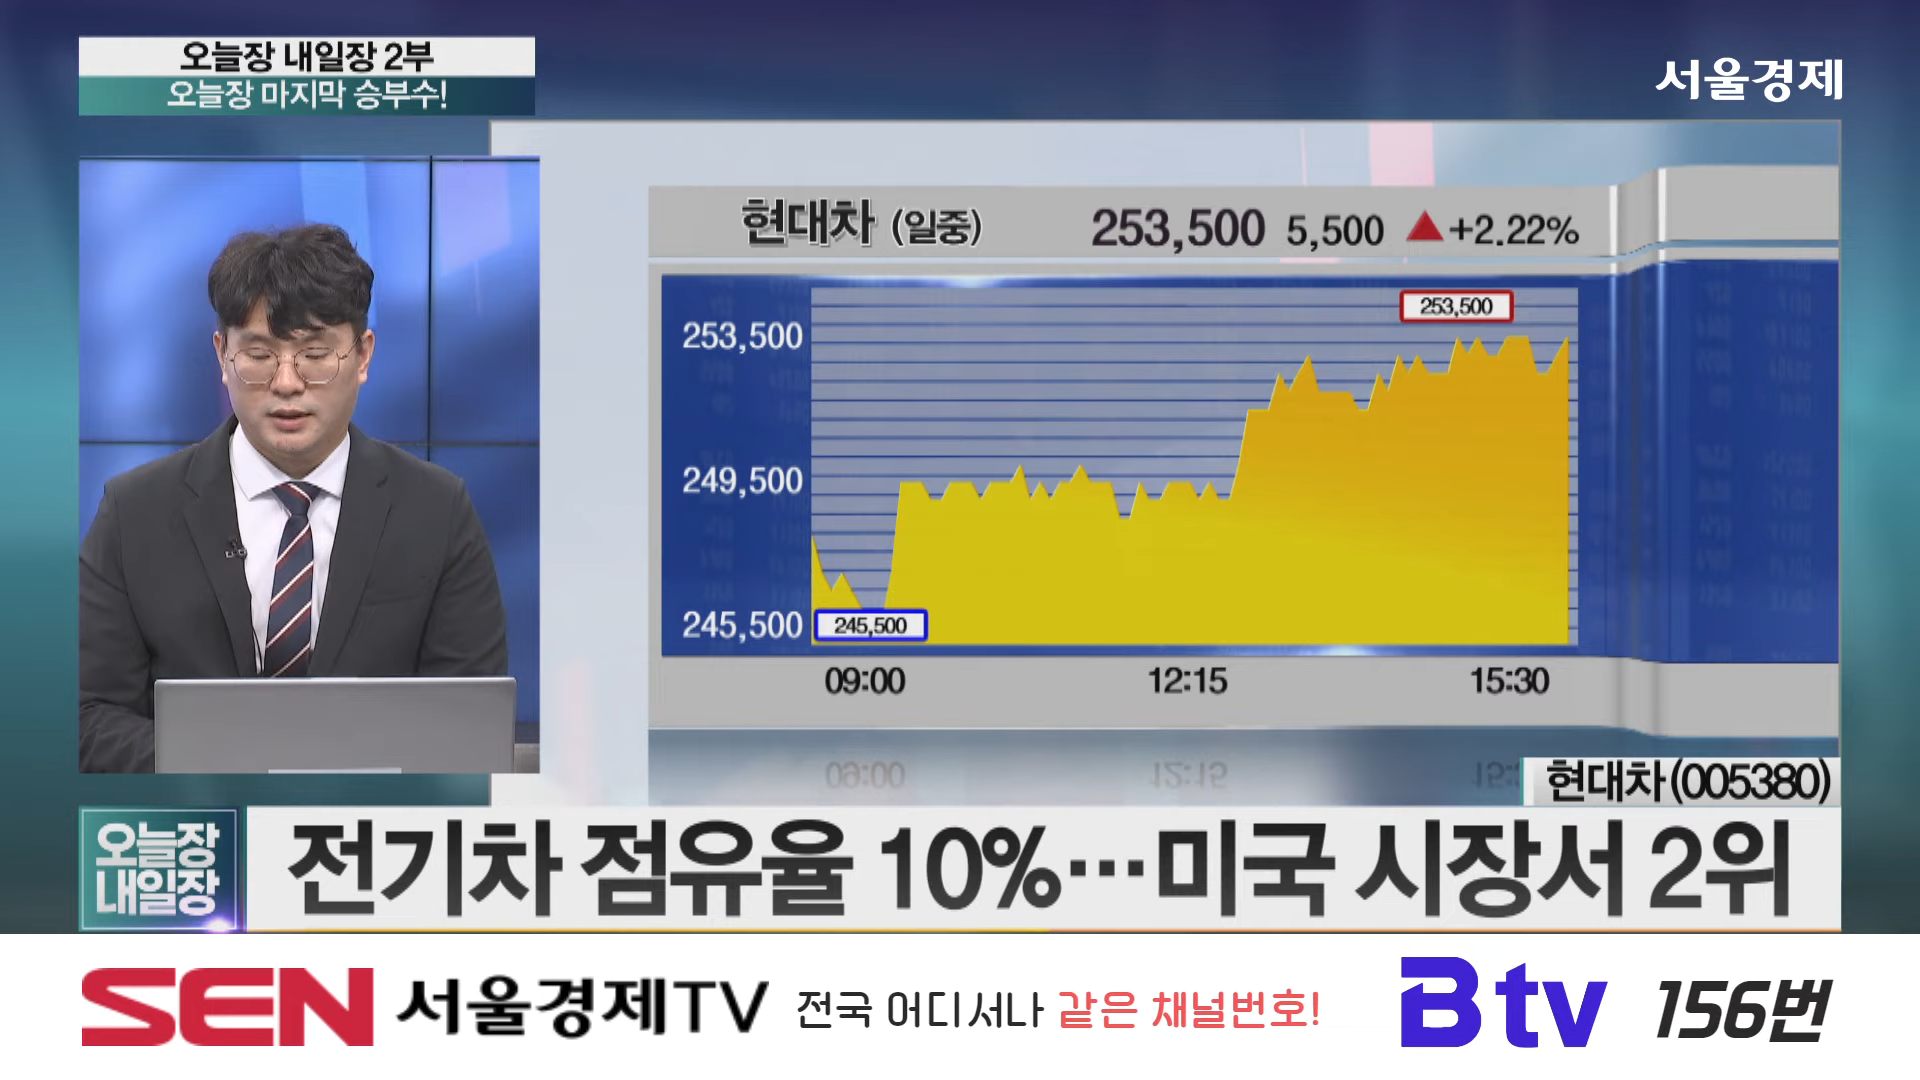 오늘장 내일장 2부
오늘장 마지막 승부수!
서울경제
현대차 (일중) 253,500 5,500 ▲+2.22%
253,500
253,500
249,500
245,500
245,500
09:00 12:15 15:30
현대차(005380)
오늘장
내일장
전기차 점유율 10%…미국 시장서 2위
SEN 서울경제TV 전국 어디서나 같은 채널번호! B tv 156번